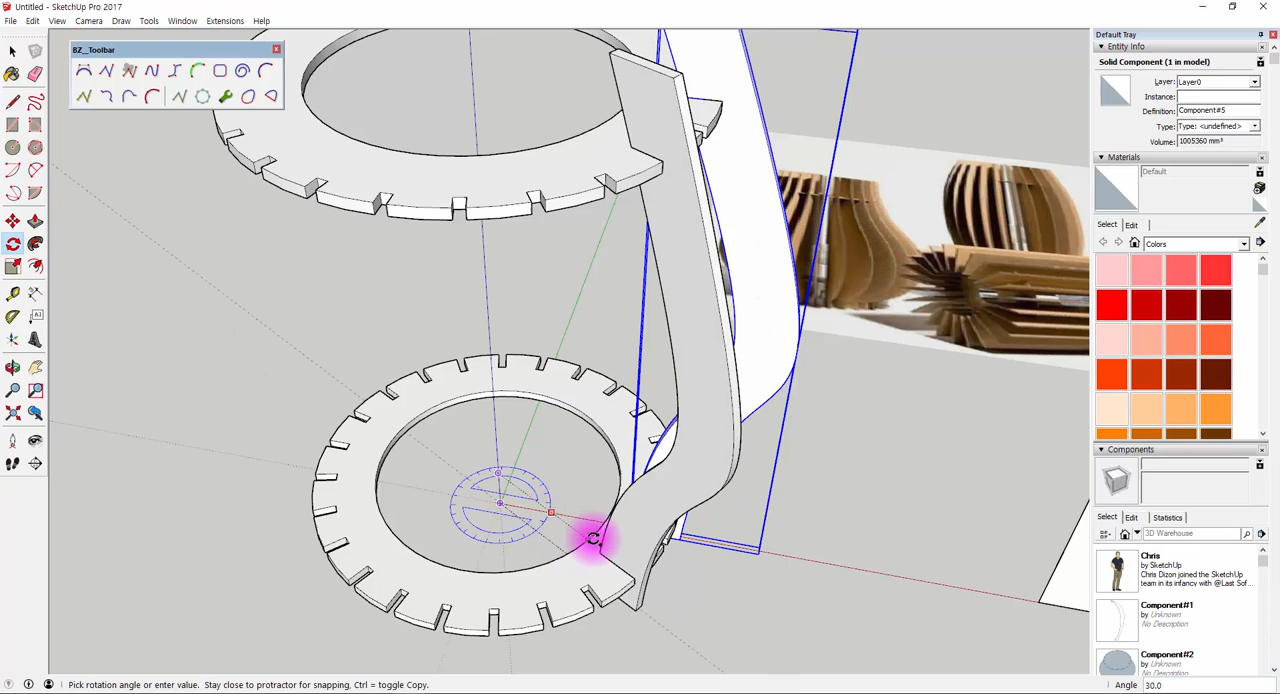 Untitled - SketchUp Pro 2017
File Edit View Camera Draw Tools Window Extensions Help
BZ__Toolbar
Default Tray
Entity Info
Solid Component (1 in model)
Layer: Layer0
Instance:
Definition: Component#5
Type: Type: <undefined>
Volume: 1005360 mm³
Materials
Default
Select Edit
Colors
Components
Select Edit Statistics
3D Warehouse
Chris
by SketchUp
Chris Dizon joined the SketchUp
team in its infancy with @Last Sof...
Component#1
by Unknown
No Description
Component#2
by Unknown
No Description
Pick rotation angle or enter value. Stay close to protractor for snapping, Ctrl = toggle Copy.
Angle 30.0